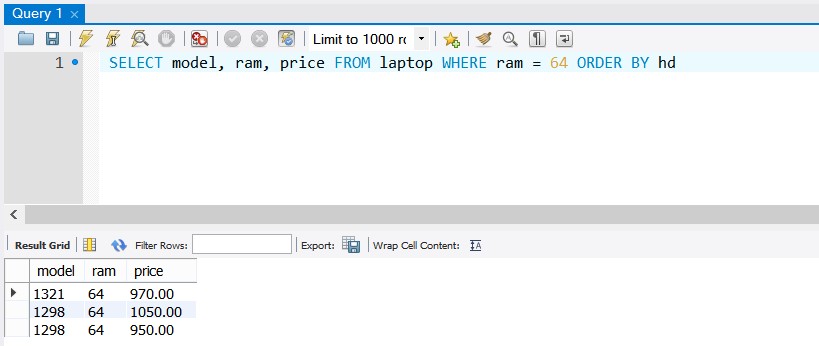 Query 1 ×
Limit to 1000 rc
1 SELECT model, ram, price FROM laptop WHERE ram = 64 ORDER BY hd
Result Grid Filter Rows: Export: Wrap Cell Content: IA
model ram price
1321 64 970.00
1298 64 1050.00
1298 64 950.00